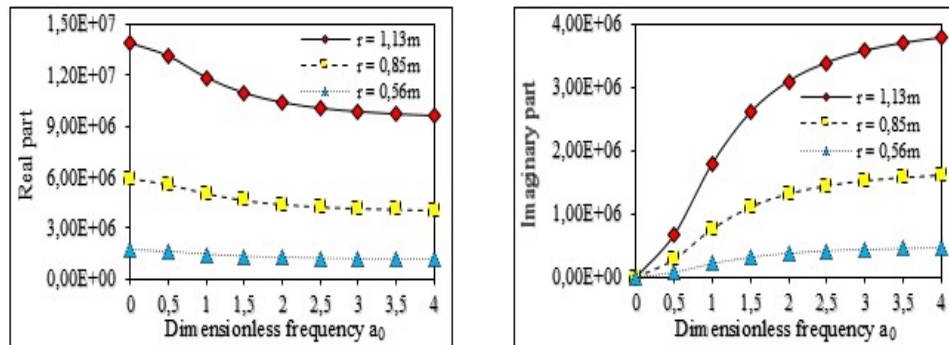 Real part
1,50E+07
1,20E+07
9,00E+06
6,00E+06
3,00E+06
0,00E+00
r = 1,13m
r = 0,85m
r = 0,56m
0 0,5 1 1,5 2 2,5 3 3,5 4
Dimensionless frequency a0
Imaginary part
4,00E+06
3,00E+06
2,00E+06
1,00E+06
0,00E+00
r = 1,13m
r = 0,85m
r = 0,56m
0 0,5 1 1,5 2 2,5 3 3,5 4
Dimensionless frequency a0